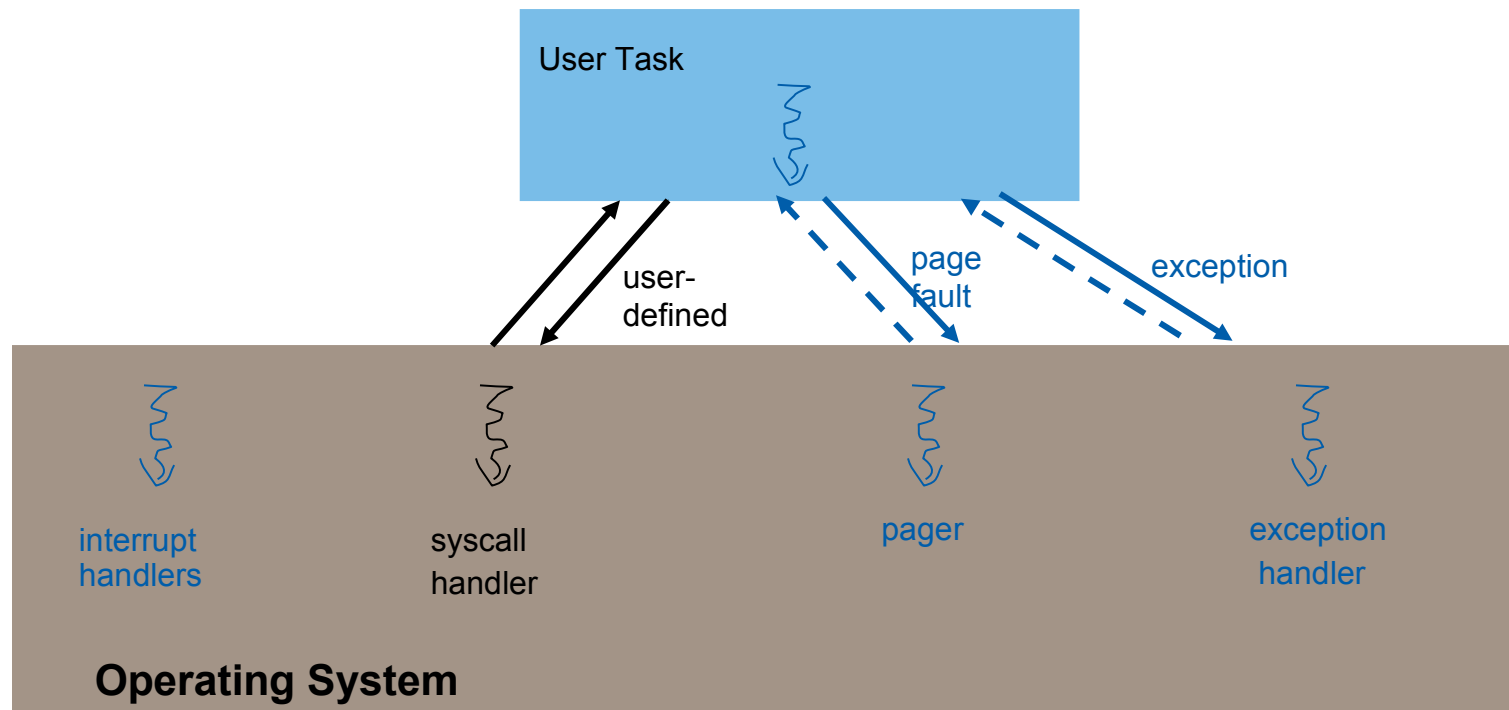 User Task
user-
defined
page
fault
exception
interrupt
handlers
syscall
handler
pager
exception
handler
Operating System